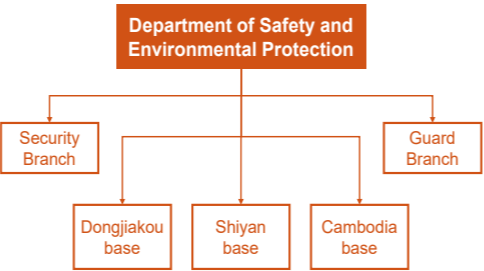 Department of Safety and
Environmental Protection
Security
Branch
Guard
Branch
Dongjiakou
base
Shiyan
base
Cambodia
base